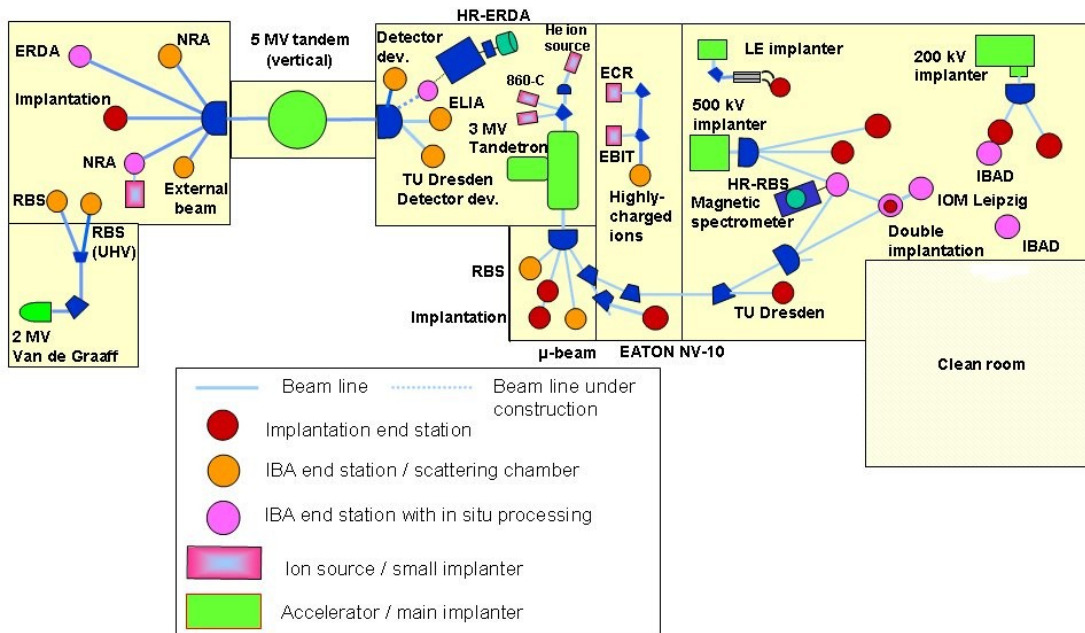 HR-ERDA
ERDA
NRA
Implantation
NRA
External
beam
RBS
RBS
(UHV)
2 MV
Van de Graaff
5 MV tandem
(vertical)
Detector
dev.
ELIA
TU Dresden
Detector dev.
He ion
source
860-C
3 MV
Tandetron
ECR
EBIT
Highly-
charged
ions
RBS
Implantation
µ-beam
EATON NV-10
LE implanter
500 kV
implanter
HR-RBS
Magnetic
spectrometer
TU Dresden
Double
implantation
IOM Leipzig
200 kV
implanter
IBAD
IBAD
Clean room
Beam line
Beam line under
construction
Implantation end station
IBA end station / scattering chamber
IBA end station with in situ processing
Ion source / small implanter
Accelerator / main implanter